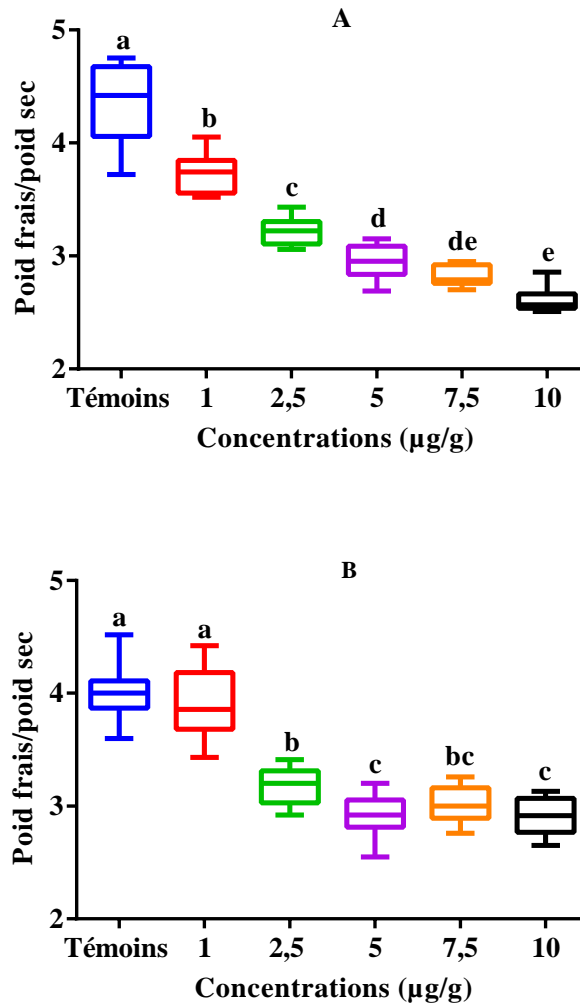 A
5
a
4
b
c
d
de
e
3
2
Poid frais/poid sec
Témoins 1 2,5 5 7,5 10
Concentrations (µg/g)
B
5
a a
4
b c bc c
3
2
Poid frais/poid sec
Témoins 1 2,5 5 7,5 10
Concentrations (µg/g)